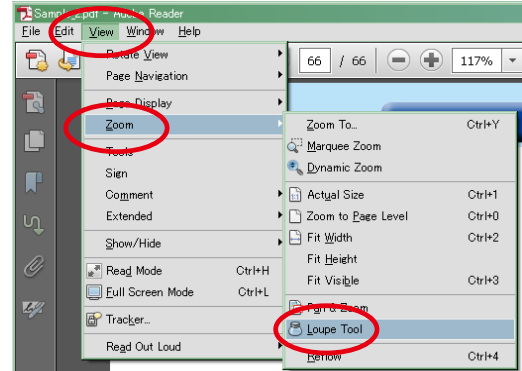 Sample_2.pdf - Adobe Reader
File Edit View Window Help
66 / 66 117%
Rotate View
Page Navigation
Page Display
Zoom
Tools
Sign
Comment
Extended
Show/Hide
Read Mode Ctrl+H
Full Screen Mode Ctrl+L
Tracker...
Read Out Loud
Zoom To... Ctrl+Y
Marquee Zoom
Dynamic Zoom
Actual Size Ctrl+1
Zoom to Page Level Ctrl+0
Fit Width Ctrl+2
Fit Height
Fit Visible Ctrl+3
Pan & Zoom
Loupe Tool
Reflow Ctrl+4